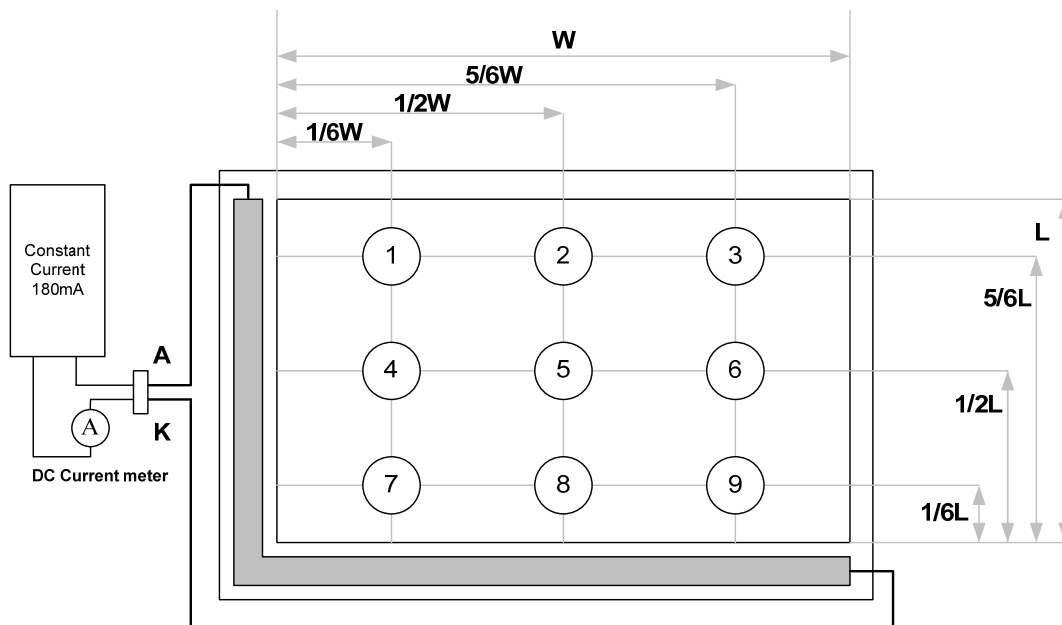 W
5/6W
1/2W
1/6W
L
Constant
Current
180mA
1
2
3
5/6L
A
4
5
6
1/2L
A
K
DC Current meter
7
8
9
1/6L